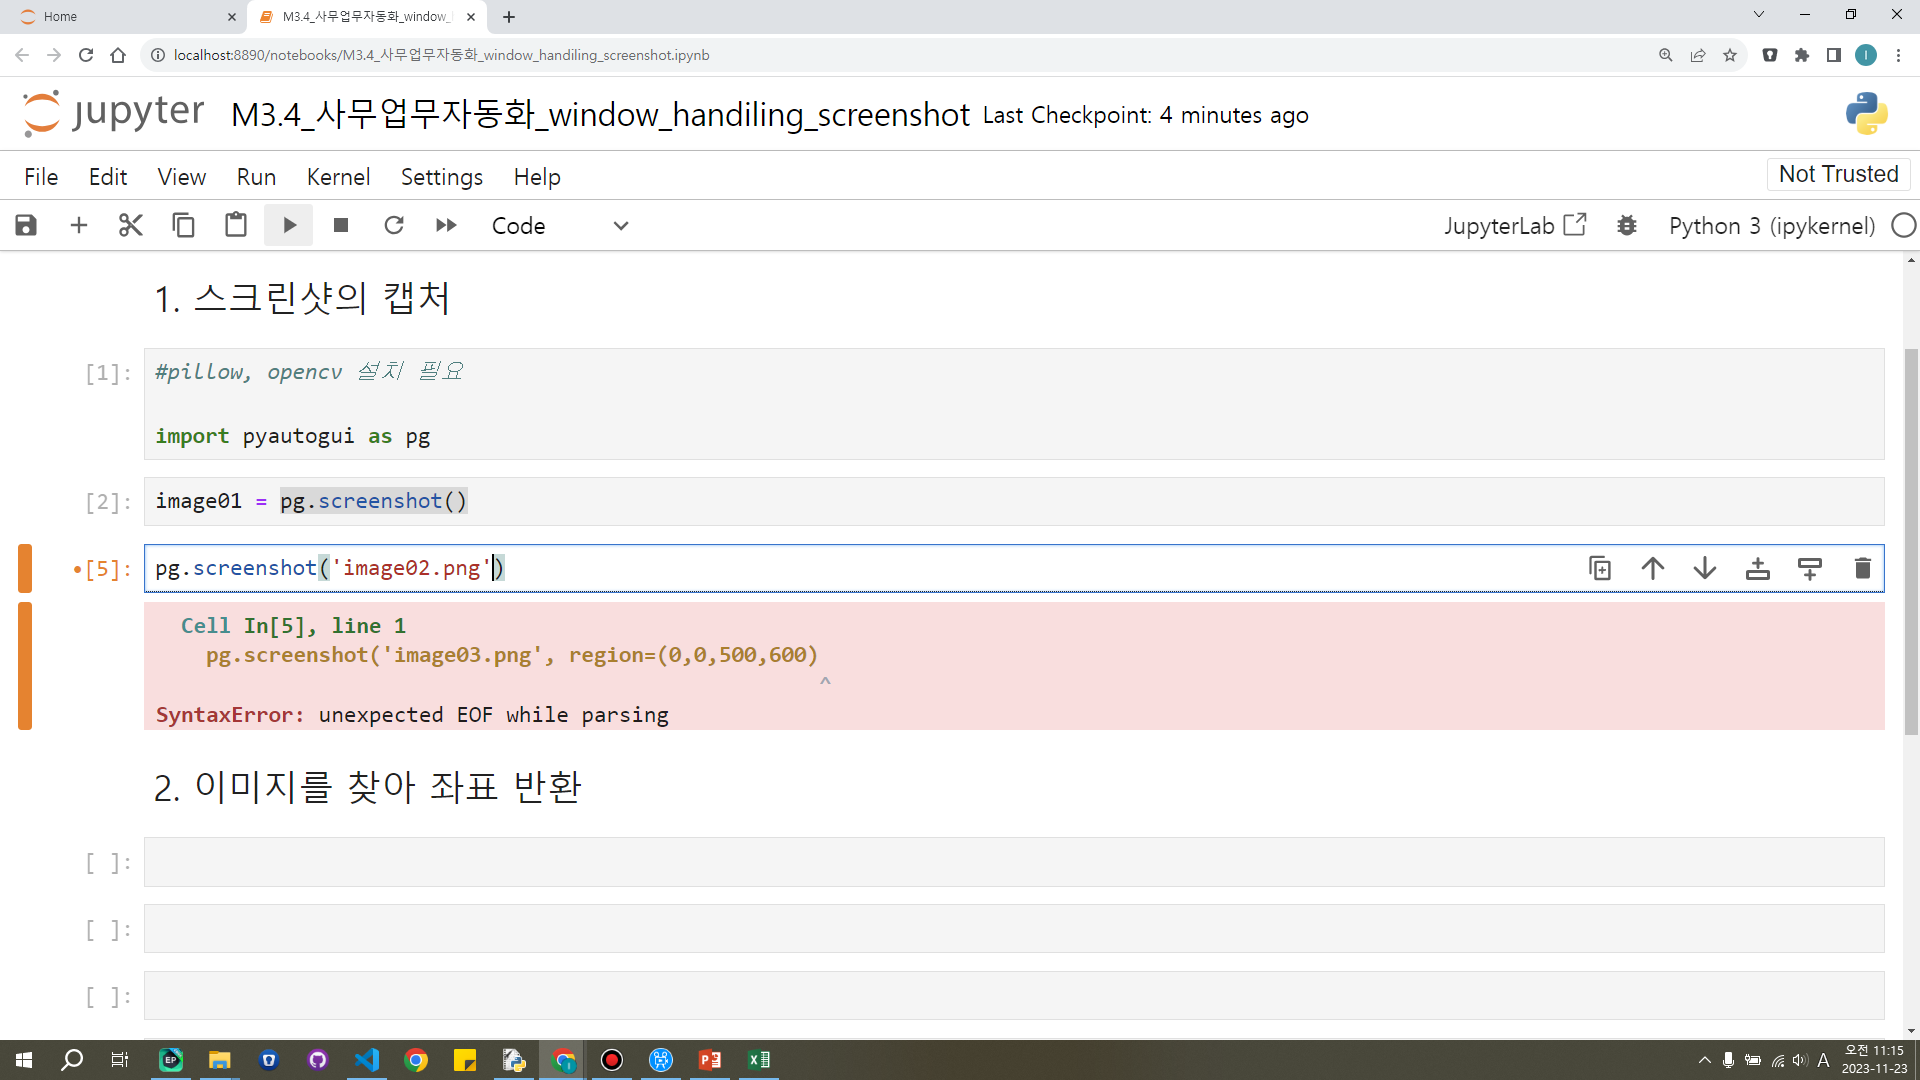 Home
M3.4_사무업무자동화_window_
localhost:8890/notebooks/M3.4_사무업무자동화_window_handiling_screenshot.ipynb
I
jupyter
M3.4_사무업무자동화_window_handiling_screenshot Last Checkpoint: 4 minutes ago
File Edit View Run Kernel Settings Help
Not Trusted
Code
JupyterLab
Python 3 (ipykernel)
1. 스크린샷의 캡처
[1]:
#pillow, opencv 설치 필요
import pyautogui as pg
[2]:
image01 = pg.screenshot()
•[5]:
pg.screenshot('image02.png')
Cell In[5], line 1
pg.screenshot('image03.png', region=(0,0,500,600)
^
SyntaxError: unexpected EOF while parsing
2. 이미지를 찾아 좌표 반환
[ ]:
[ ]:
[ ]:
EP
A
오전 11:15
2023-11-23